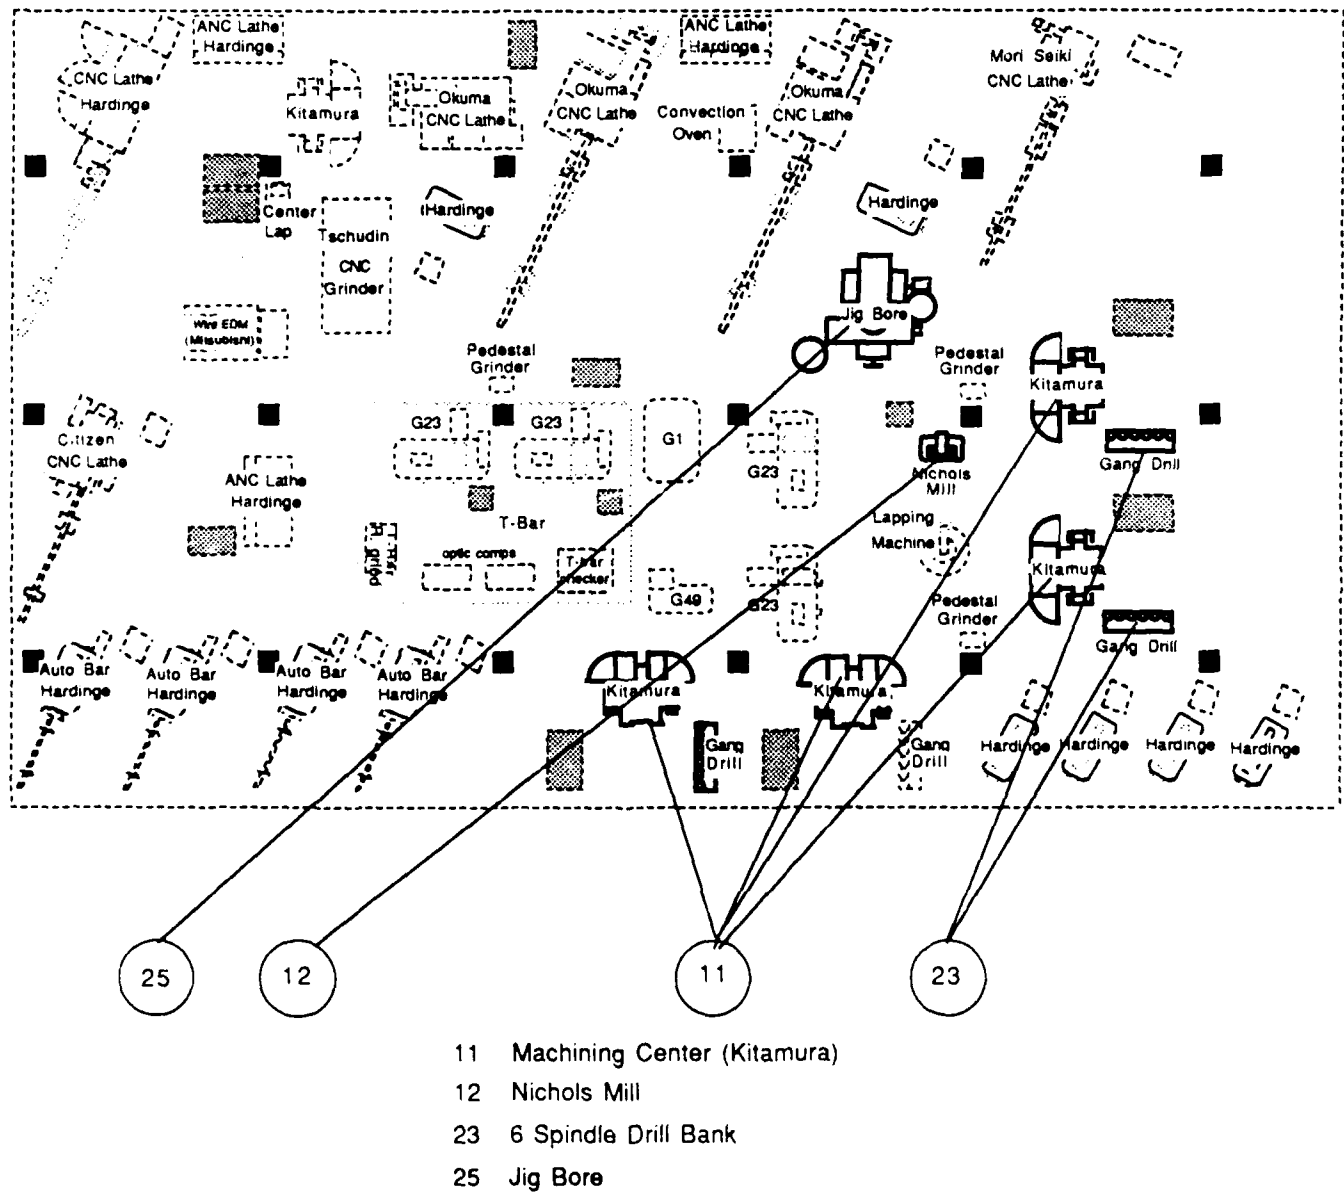 ANC Lathe
Hardinge
CNC Lathe
Hardinge
Kitamura
Okuma
CNC Lathe
Okuma
CNC Lathe
ANC Lathe
Hardinge
Convection
Oven
Okuma
CNC Lathe
Mori Seiki
CNC Lathe
Center
Lap
Tschudin
CNC
Grinder
Hardinge
Hardinge
Jig Bore
Wire EDM
(Mitsubishi)
Pedestal
Grinder
Pedestal
Grinder
Kitamura
Citizen
CNC Lathe
ANC Lathe
Hardinge
G23
G23
G1
G23
Nichols
Mill
Gang Drill
T-Bar
optic comps
T-bar
checker
Lapping
Machine
Kitamura
G49
G23
Pedestal
Grinder
Gang Drill
Auto Bar
Hardinge
Auto Bar
Hardinge
Auto Bar
Hardinge
Auto Bar
Hardinge
Kitamura
Kitamura
Gang
Drill
Gang
Drill
Hardinge
Hardinge
Hardinge
Hardinge
25
12
11
23
11 Machining Center (Kitamura)
12 Nichols Mill
23 6 Spindle Drill Bank
25 Jig Bore